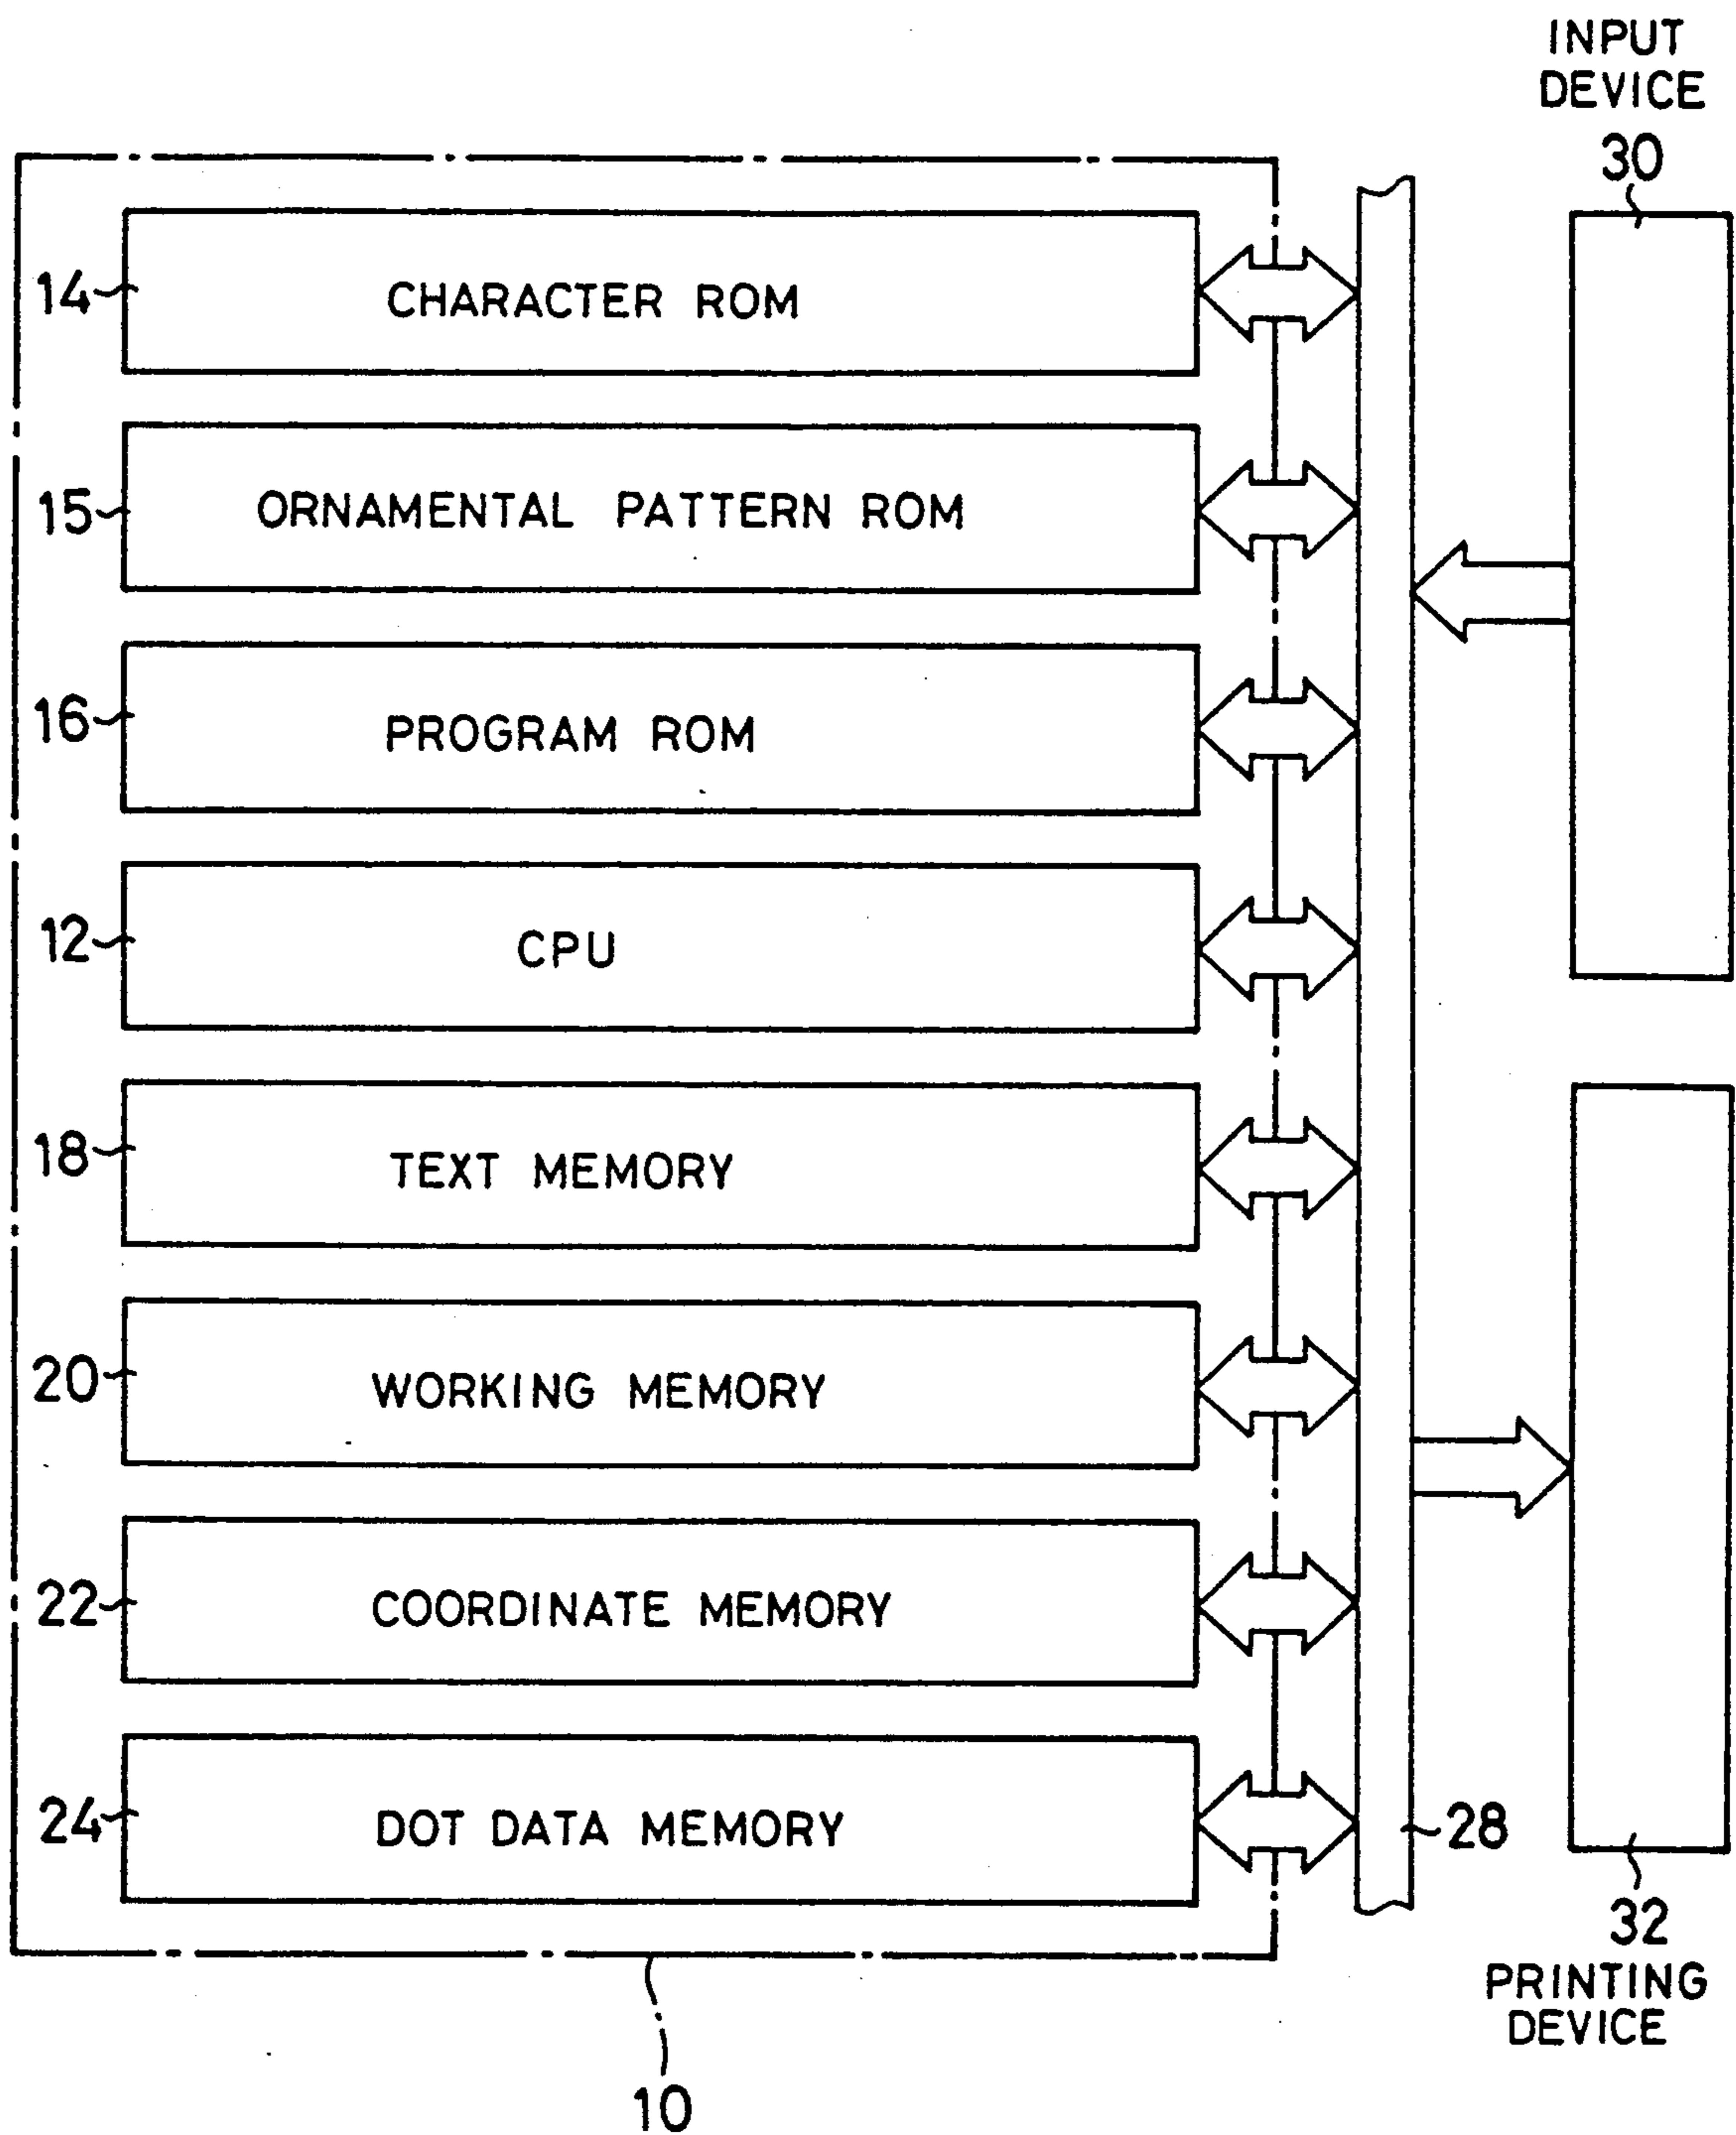 INPUT
DEVICE
30
14
CHARACTER ROM
15
ORNAMENTAL PATTERN ROM
16
PROGRAM ROM
12
CPU
18
TEXT MEMORY
20
WORKING MEMORY
22
COORDINATE MEMORY
24
DOT DATA MEMORY
28
32
PRINTING
DEVICE
10